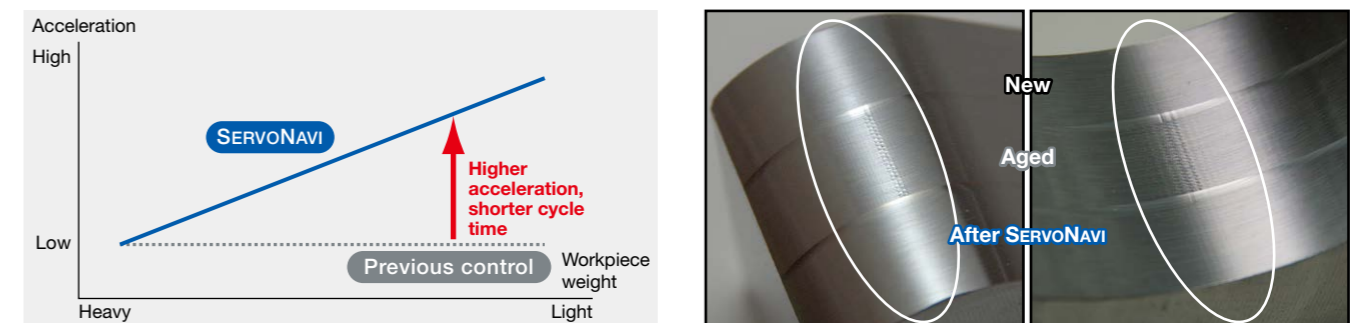 Acceleration
High
SERVONAVI
Higher
acceleration,
shorter cycle
time
Low
Previous control
Workpiece
weight
Heavy
Light
New
Aged
After SERVONAVI